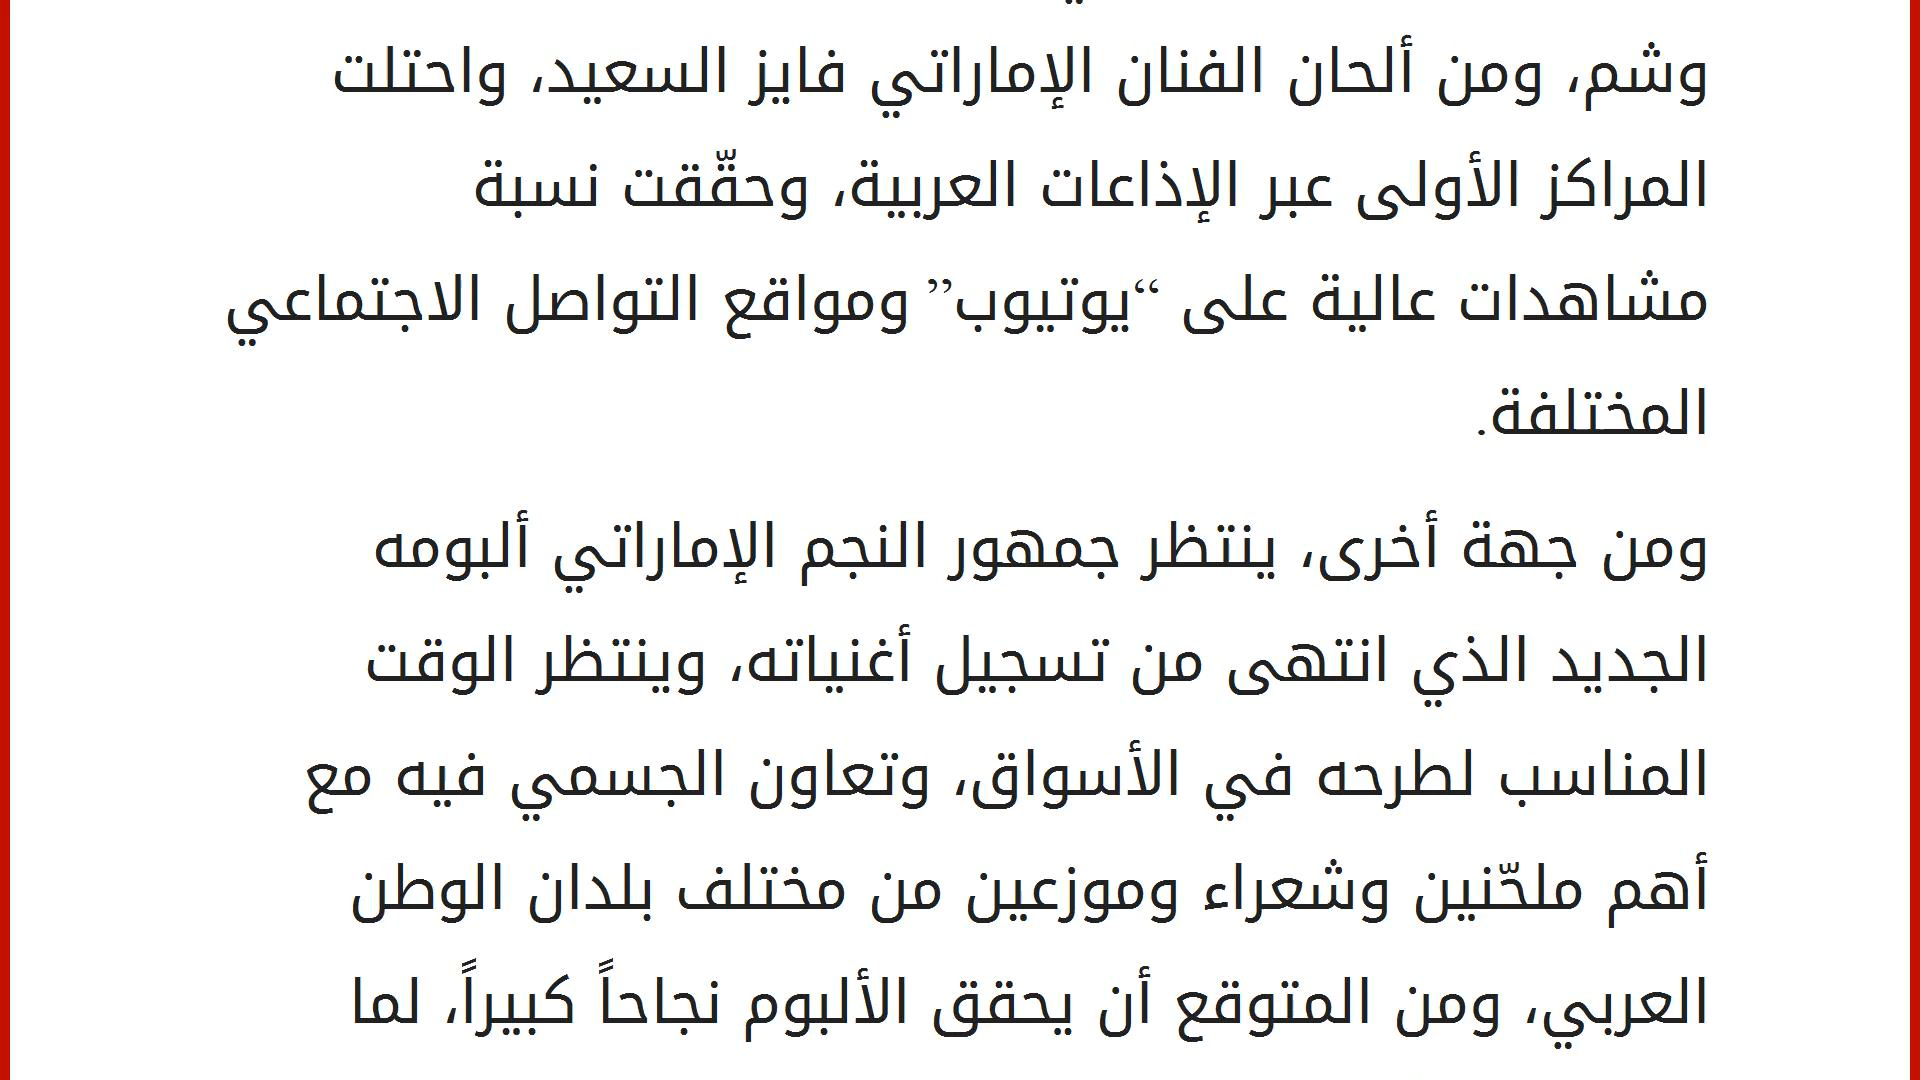 وشم، ومن ألحان الفنان الإماراتي فايز السعيد، واحتلت
المراكز الأولى عبر الإذاعات العربية، وحقّقت نسبة
مشاهدات عالية على “يوتيوب” ومواقع التواصل الاجتماعي
المختلفة.
ومن جهة أخرى، ينتظر جمهور النجم الإماراتي ألبومه
الجديد الذي انتهى من تسجيل أغنياته، وينتظر الوقت
المناسب لطرحه في الأسواق، وتعاون الجسمي فيه مع
أهم ملحّنين وشعراء وموزعين من مختلف بلدان الوطن
العربي، ومن المتوقع أن يحقق الألبوم نجاحاً كبيراً، لما